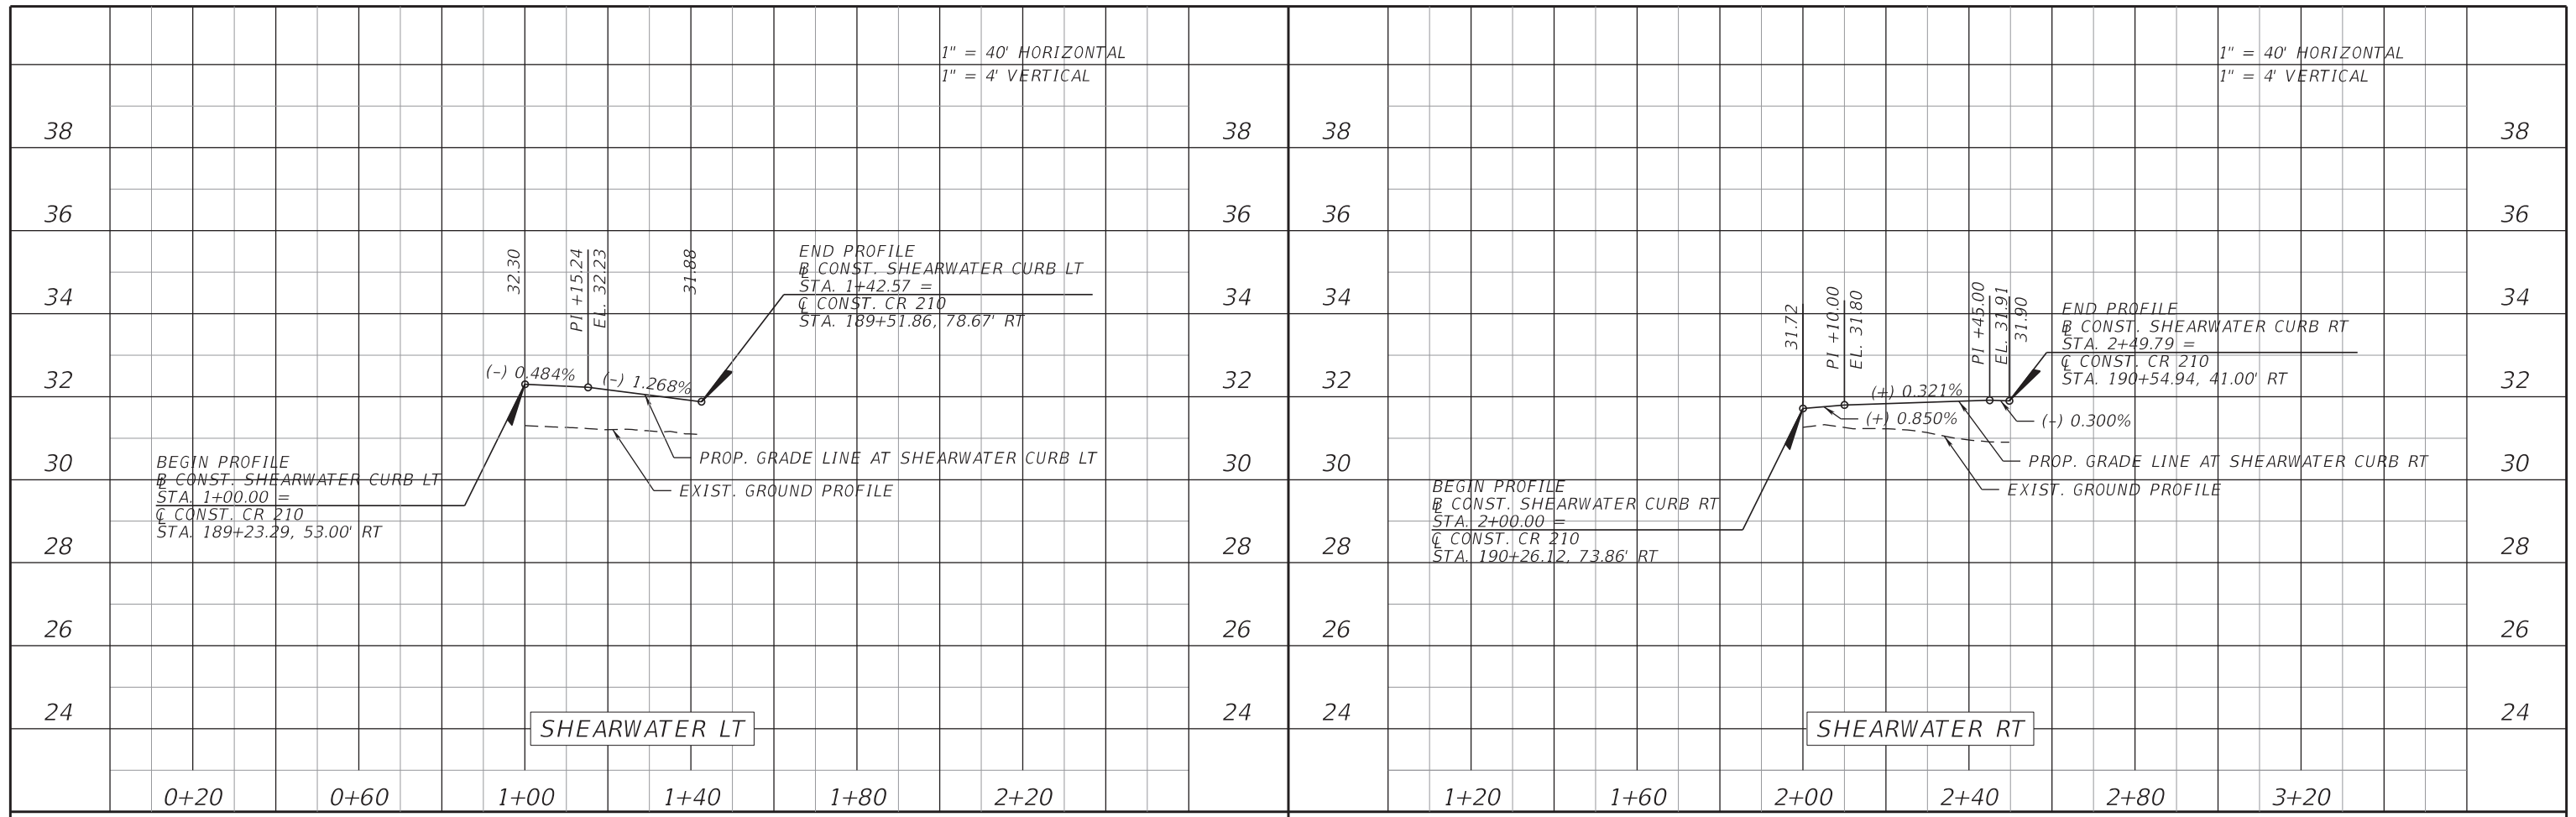 1" = 40' HORIZONTAL
1" = 4' VERTICAL
38
36
34
32
30
28
26
24
32.30
PI +15.24
EL. 32.23
31.88
(-) 0.484%
(-) 1.268%
END PROFILE
BL CONST. SHEARWATER CURB LT
STA. 1+42.57 =
CL CONST. CR 210
STA. 189+51.86, 78.67' RT
BEGIN PROFILE
BL CONST. SHEARWATER CURB LT
STA. 1+00.00 =
CL CONST. CR 210
STA. 189+23.29, 53.00' RT
PROP. GRADE LINE AT SHEARWATER CURB LT
EXIST. GROUND PROFILE
SHEARWATER LT
0+20 0+60 1+00 1+40 1+80 2+20
38
36
34
32
30
28
26
24
1" = 40' HORIZONTAL
1" = 4' VERTICAL
38
36
34
32
30
28
26
24
31.72
PI +10.00
EL. 31.80
PI +45.00
EL. 31.91
31.90
(+) 0.321%
(+) 0.850%
(-) 0.300%
END PROFILE
BL CONST. SHEARWATER CURB RT
STA. 2+49.79 =
CL CONST. CR 210
STA. 190+54.94, 41.00' RT
BEGIN PROFILE
BL CONST. SHEARWATER CURB RT
STA. 2+00.00 =
CL CONST. CR 210
STA. 190+26.12, 73.86' RT
PROP. GRADE LINE AT SHEARWATER CURB RT
EXIST. GROUND PROFILE
SHEARWATER RT
1+20 1+60 2+00 2+40 2+80 3+20
38
36
34
32
30
28
26
24